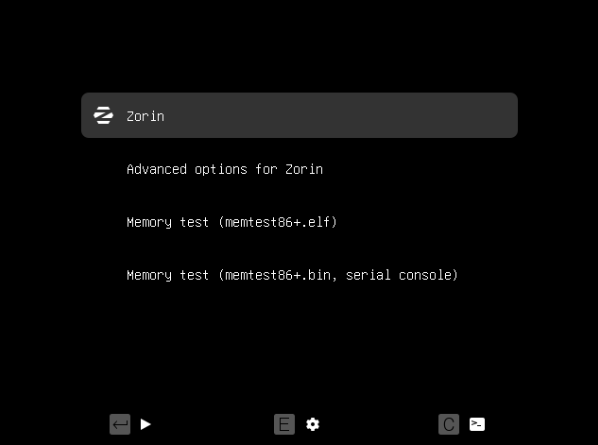 Zorin
Advanced options for Zorin
Memory test (memtest86+.elf)
Memory test (memtest86+.bin, serial console)
E
C